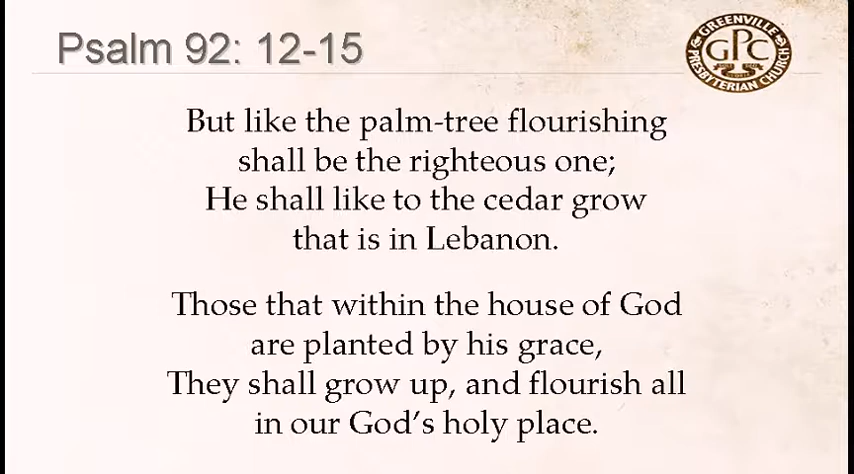 Psalm 92: 12-15
GREENVILLE
GPC
PRESBYTERIAN CHURCH
But like the palm-tree flourishing
shall be the righteous one;
He shall like to the cedar grow
that is in Lebanon.
Those that within the house of God
are planted by his grace,
They shall grow up, and flourish all
in our God's holy place.